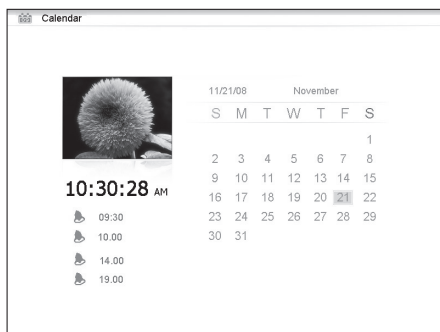 Calendar
11/21/08 November
S M T W T F S
1
2 3 4 5 6 7 8
9 10 11 12 13 14 15
16 17 18 19 20 21 22
23 24 25 26 27 28 29
30 31
10:30:28 AM
09:30
10.00
14.00
19.00